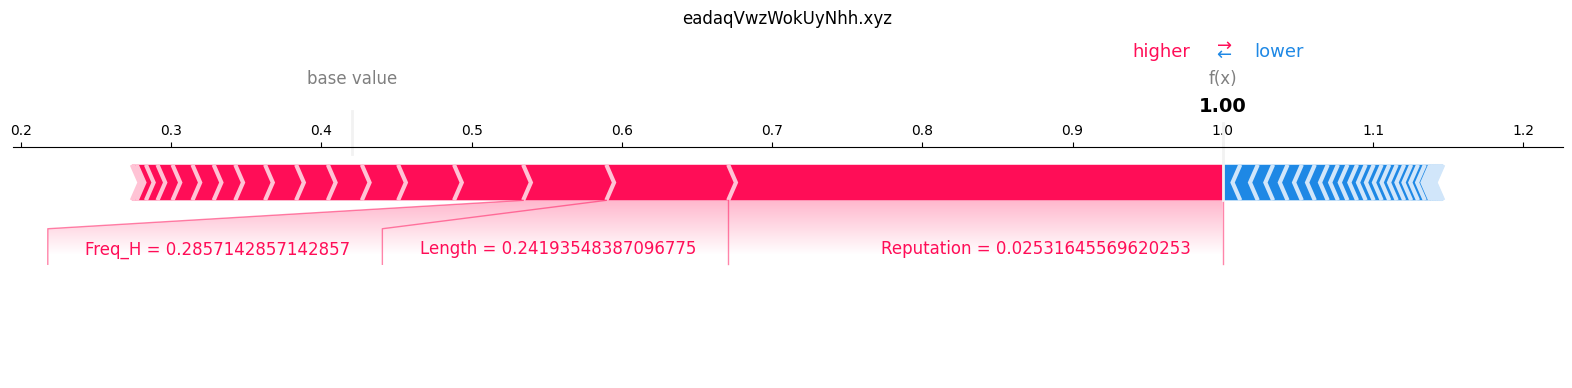 eadaqVwzWokUyNhh.xyz
higher → ← lower
base value f(x)
1.00
0.2 0.3 0.4 0.5 0.6 0.7 0.8 0.9 1.0 1.1 1.2
Freq_H = 0.2857142857142857 Length = 0.24193548387096775 Reputation = 0.02531645569620253